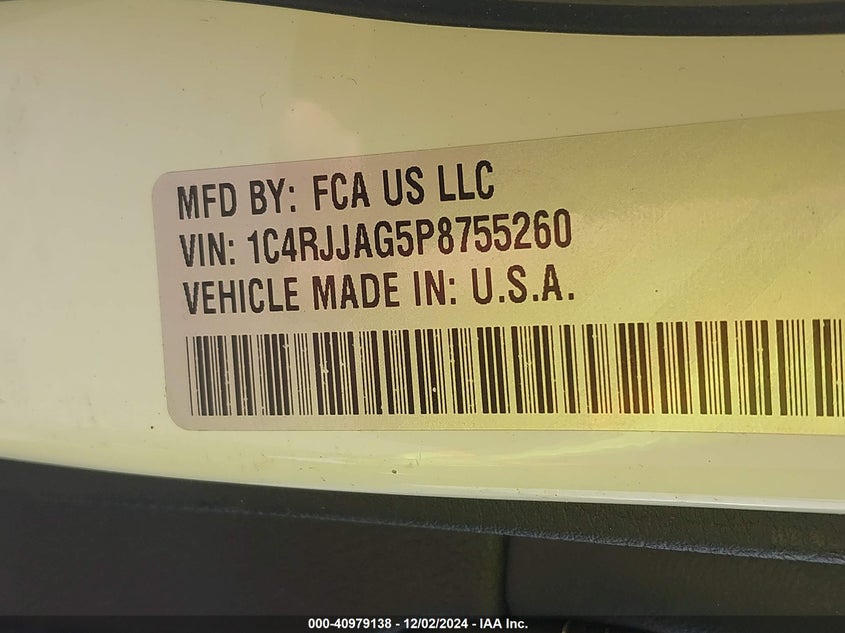 MFD BY: FCA US LLC
VIN: 1C4RJJAG5P8755260
VEHICLE MADE IN: U.S.A.
000-40979138 - 12/02/2024 - IAA Inc.